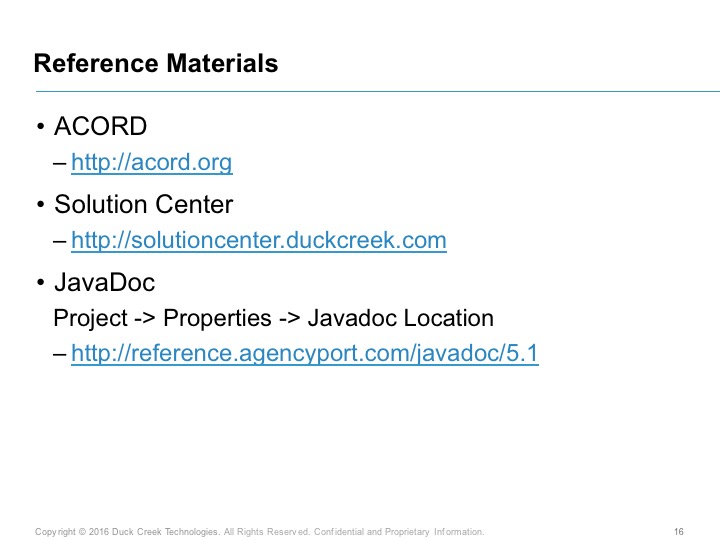 Reference Materials
• ACORD
– http://acord.org
• Solution Center
– http://solutioncenter.duckcreek.com
• JavaDoc
Project -> Properties -> Javadoc Location
– http://reference.agencyport.com/javadoc/5.1
Copyright © 2016 Duck Creek Technologies. All Rights Reserved. Confidential and Proprietary Information. 16